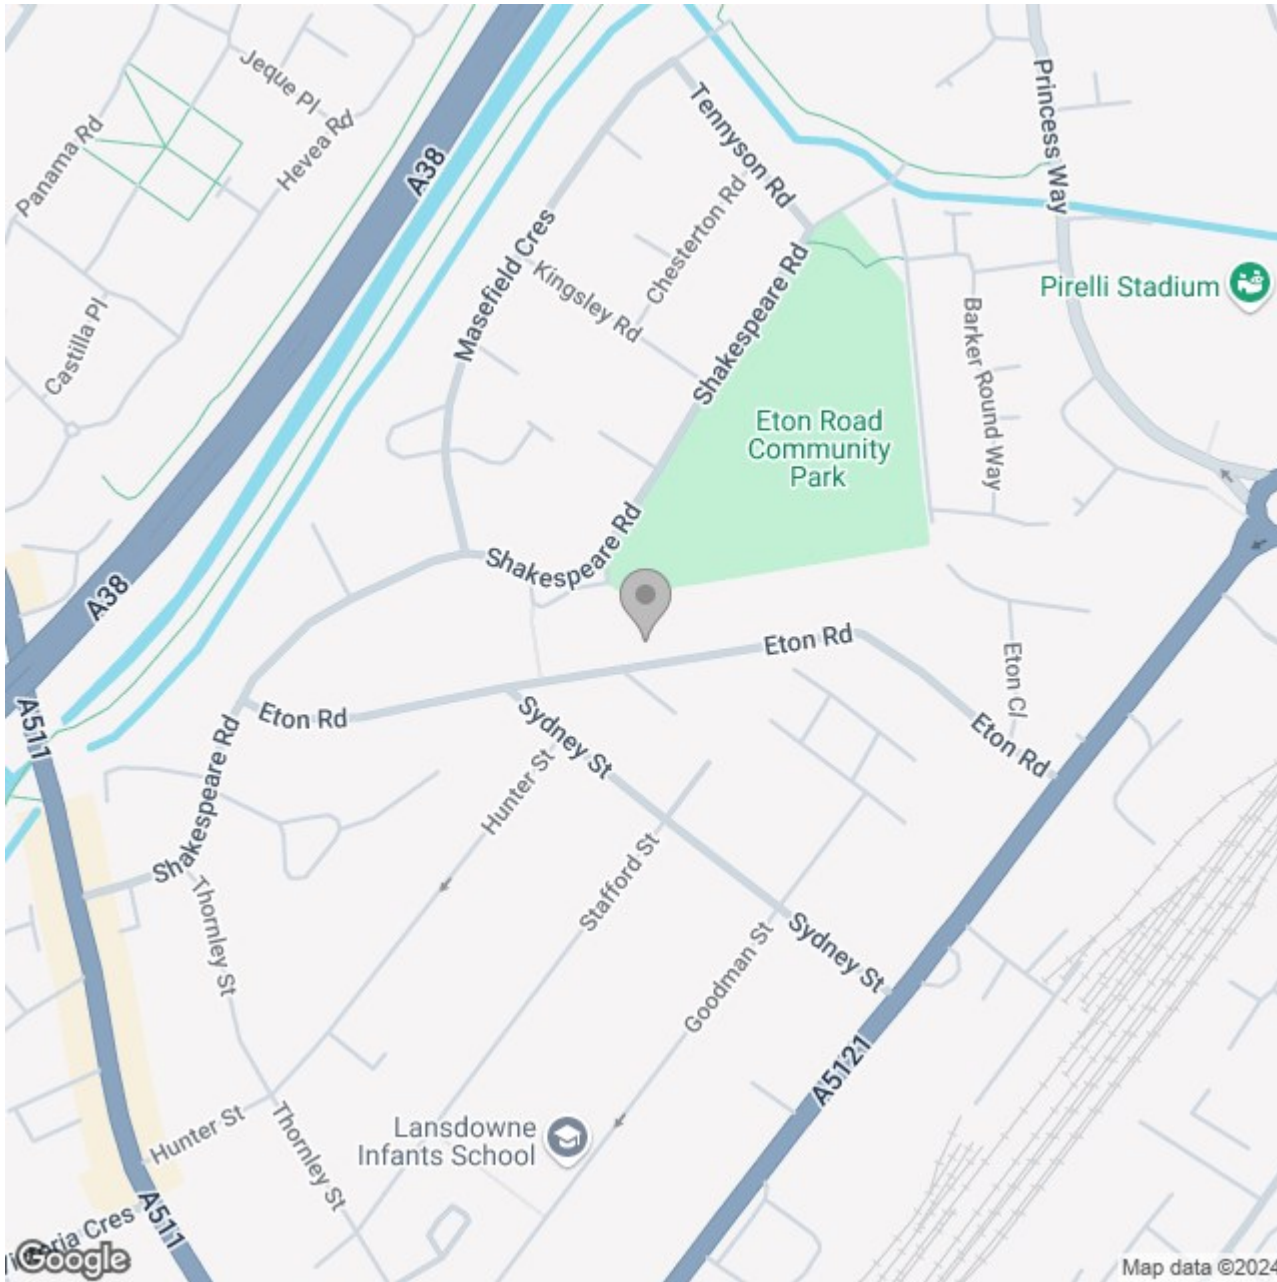 Jeque Pl
Hevea Rd
Panama Rd
A38
Tennyson Rd
Princess Way
Chesterton Rd
Masefield Cres
Kingsley Rd
Shakespeare Rd
Pirelli Stadium
Castilla Pl
Barker Round Way
Eton Road
Community
Park
Shakespeare Rd
A38
Eton Rd
Eton Cl
A511
Eton Rd
Sydney St
Eton Rd
Hunter St
Shakespeare Rd
Stafford St
Thornley St
Sydney St
Goodman St
A5121
Lansdowne
Infants School
Hunter St
Thornley St
A511
Cres
Google
Map data ©2024